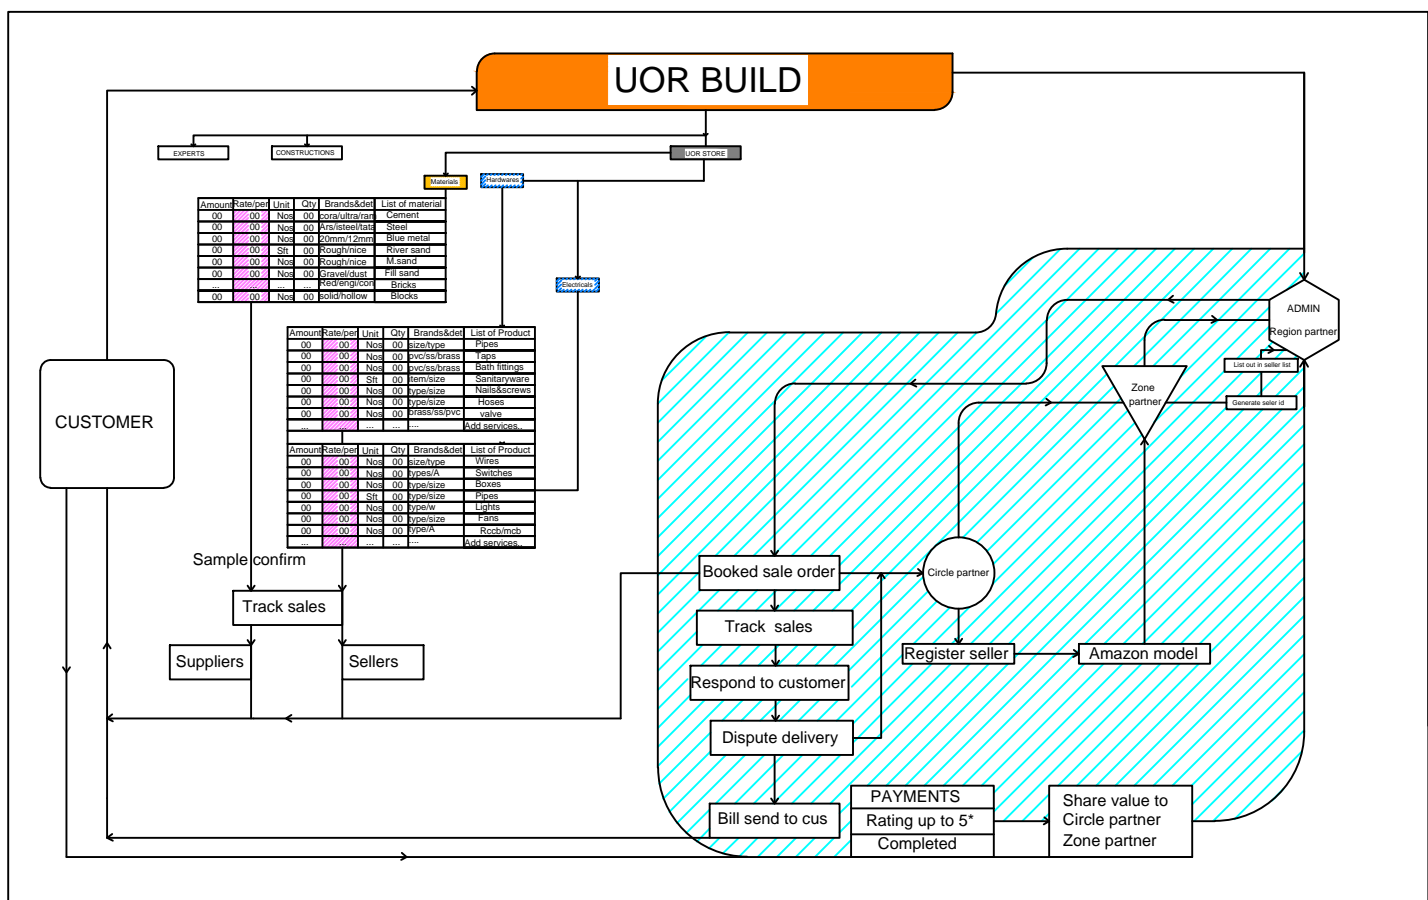 UOR BUILD
EXPERTS
CONSTRUCTIONS
UOR STORE
Materials
Hardwares
Amount Rate/per Unit Qty Brands&det List of material
00 00 Nos 00 cora/ultra/ram Cement
00 00 Nos 00 Ars/isteel/tata Steel
00 00 Nos 00 20mm/12mm Blue metal
00 00 Sft 00 Rough/nice River sand
00 00 Nos 00 Rough/nice M.sand
00 00 Nos 00 Gravel/dust Fill sand
... ... ... ... Red/engi/con Bricks
00 00 Nos 00 solid/hollow Blocks
Electricals
Amount Rate/per Unit Qty Brands&det List of Product
00 00 Nos 00 size/type Pipes
00 00 Nos 00 pvc/ss/brass Taps
00 00 Nos 00 pvc/ss/brass Bath fittings
00 00 Sft 00 item/size Sanitaryware
00 00 Nos 00 type/size Nails&screws
00 00 Nos 00 type/size Hoses
00 00 Nos 00 brass/ss/pvc valve
... ... ... ... .... Add services..
Amount Rate/per Unit Qty Brands&det List of Product
00 00 Nos 00 size/type Wires
00 00 Nos 00 types/A Switches
00 00 Nos 00 type/size Boxes
00 00 Sft 00 type/size Pipes
00 00 Nos 00 type/w Lights
00 00 Nos 00 type/size Fans
00 00 Nos 00 type/A Rccb/mcb
... ... ... ... .... Add services..
CUSTOMER
Sample confirm
Track sales
Suppliers
Sellers
ADMIN
Region partner
List out in seller list
Generate seler id
Zone
partner
Booked sale order
Circle partner
Track sales
Register seller
Amazon model
Respond to customer
Dispute delivery
Bill send to cus
PAYMENTS
Rating up to 5*
Completed
Share value to
Circle partner
Zone partner